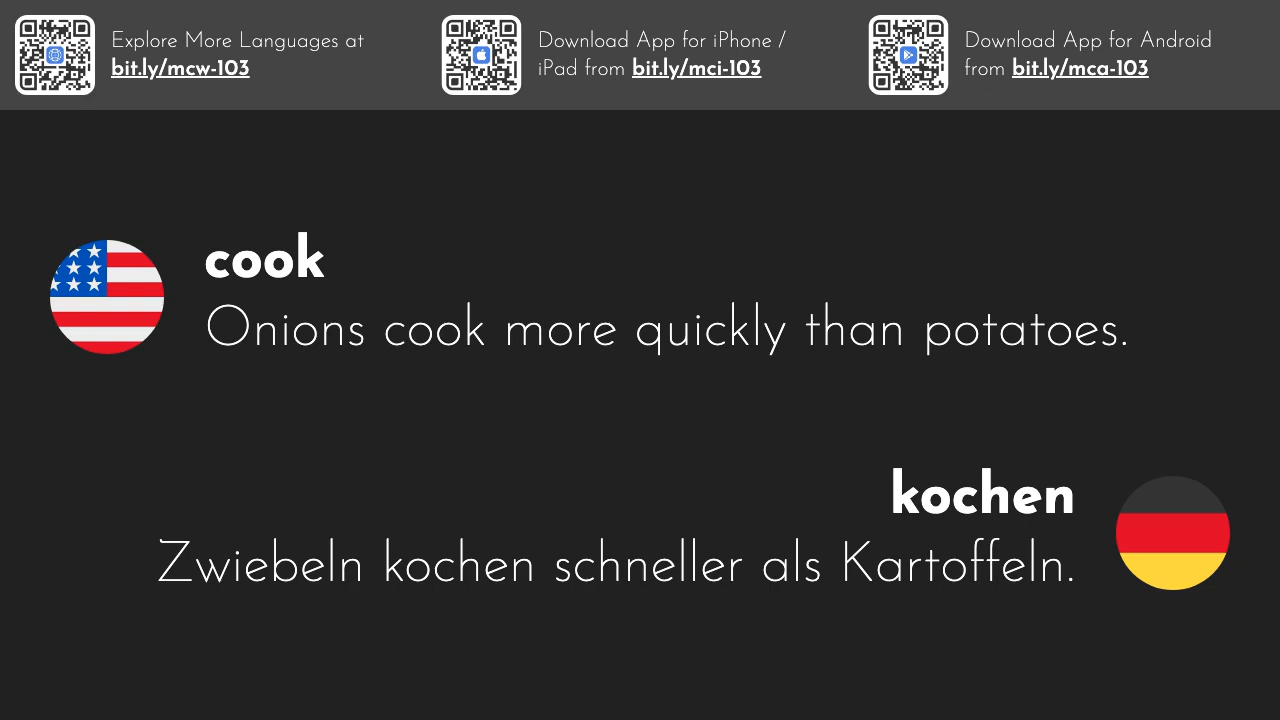 Explore More Languages at
bit.ly/mcw-103
Download App for iPhone /
iPad from bit.ly/mci-103
Download App for Android
from bit.ly/mca-103
cook
Onions cook more quickly than potatoes.
kochen
Zwiebeln kochen schneller als Kartoffeln.